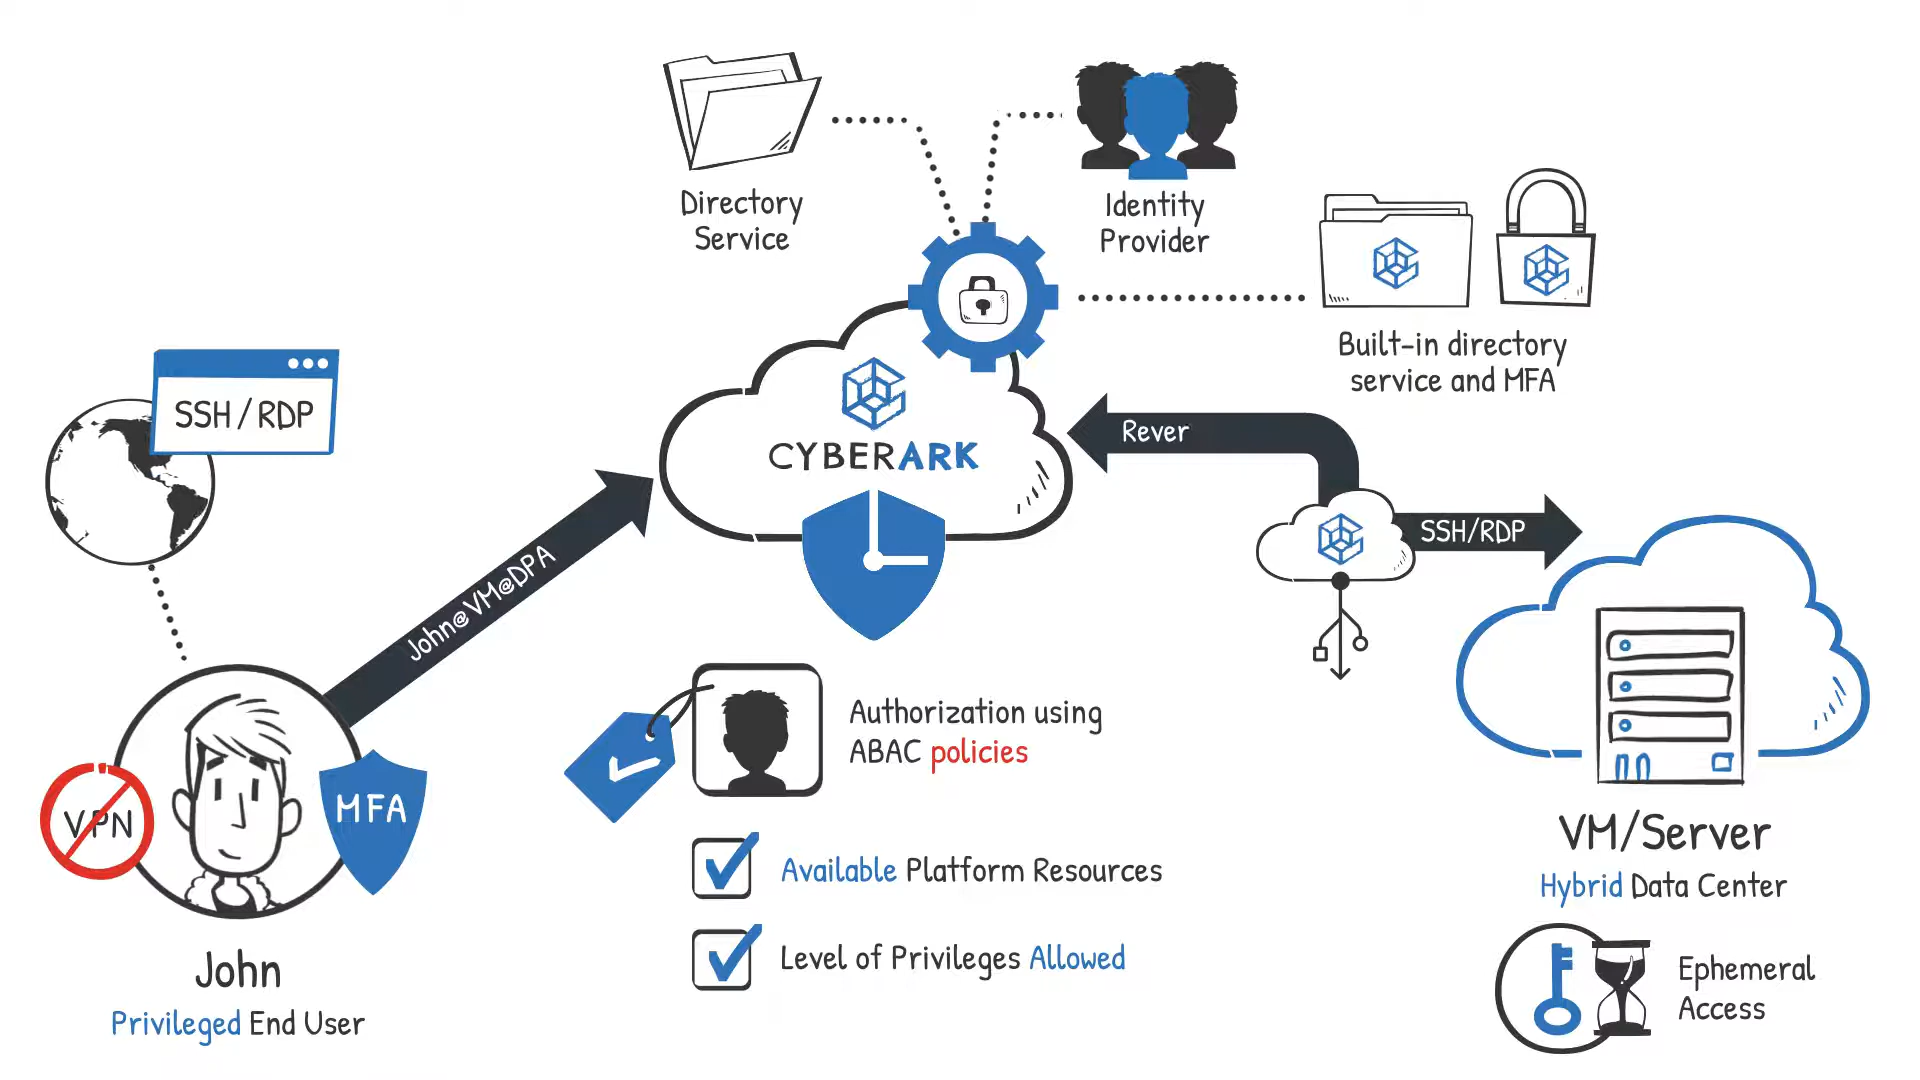 Directory
Service
Identity
Provider
Built-in directory
service and MFA
SSH/RDP
CYBERARK
Rever
SSH/RDP
John@VM@DPA
VPN
MFA
Authorization using
ABAC policies
Available Platform Resources
Level of Privileges Allowed
John
Privileged End User
VM/Server
Hybrid Data Center
Ephemeral
Access